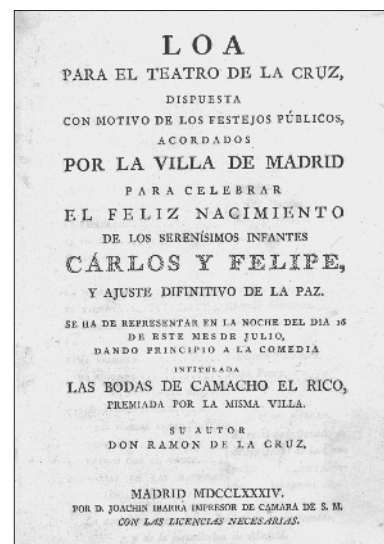 LOA
PARA EL TEATRO DE LA CRUZ,
DISPUESTA
CON MOTIVO DE LOS FESTEJOS PÚBLICOS,
ACORDADOS
POR LA VILLA DE MADRID
PARA CELEBRAR
EL FELIZ NACIMIENTO
DE LOS SERENÍSIMOS INFANTES
CÁRLOS Y FELIPE,
Y AJUSTE DIFINITIVO DE LA PAZ.
SE HA DE REPRESENTAR EN LA NOCHE DEL DIA 16
DE ESTE MES DE JULIO,
DANDO PRINCIPIO A LA COMEDIA
INTITULADA
LAS BODAS DE CAMACHO EL RICO,
PREMIADA POR LA MISMA VILLA.
SU AUTOR
DON RAMON DE LA CRUZ.
MADRID MDCCLXXXIV.
POR D. JOACHIN IBARRA IMPRESOR DE CAMARA DE S. M.
CON LAS LICENCIAS NECESARIAS.